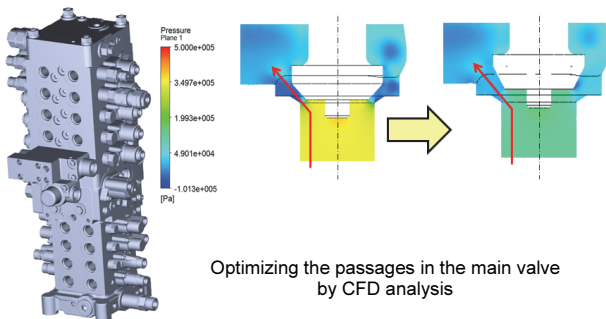 Pressure
Plane 1
5.000e+005
3.497e+005
1.993e+005
4.901e+004
-1.013e+005
[Pa]
Optimizing the passages in the main valve
by CFD analysis